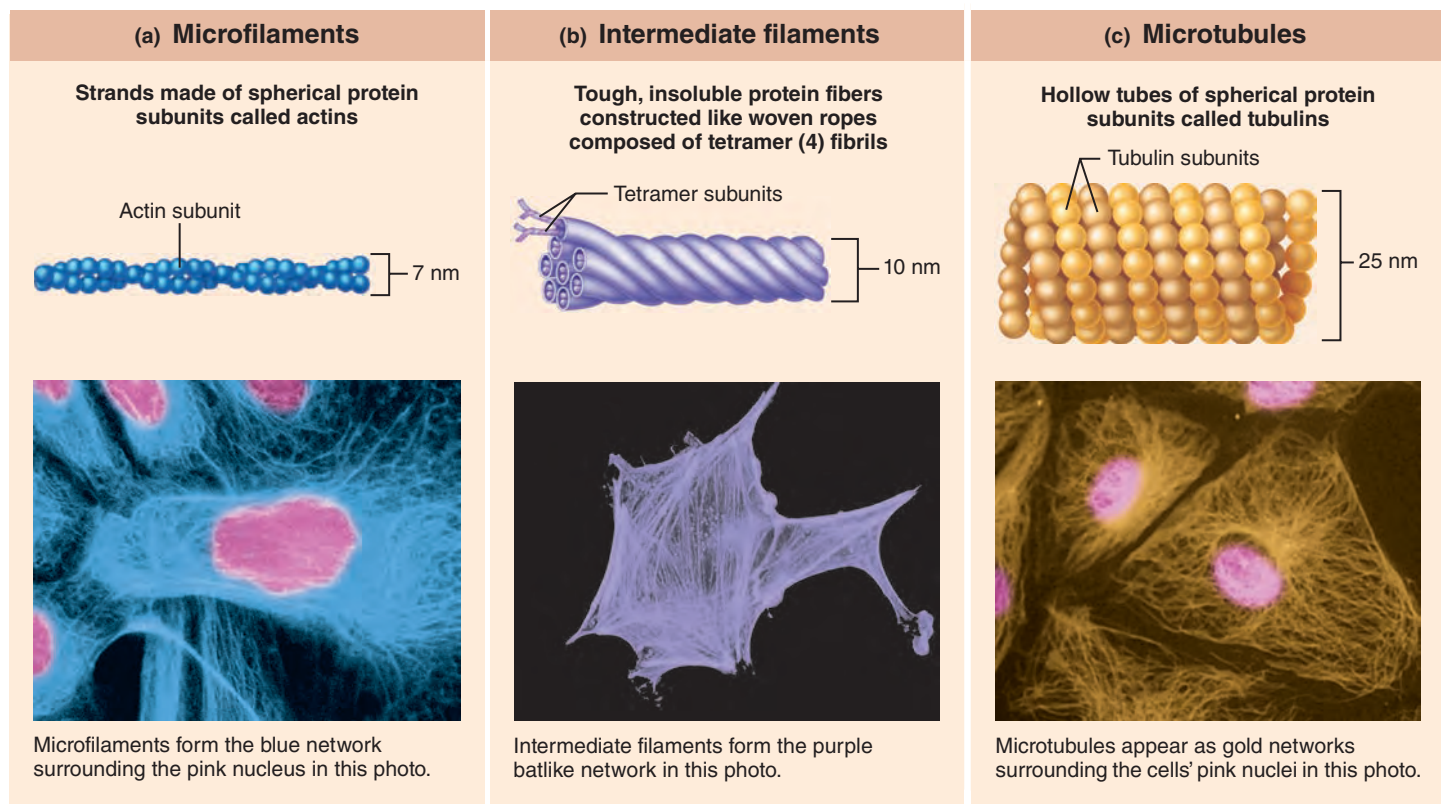 (a) Microfilaments
Strands made of spherical protein
subunits called actins
Actin subunit
7 nm
Microfilaments form the blue network
surrounding the pink nucleus in this photo.
(b) Intermediate filaments
Tough, insoluble protein fibers
constructed like woven ropes
composed of tetramer (4) fibrils
Tetramer subunits
10 nm
Intermediate filaments form the purple
batlike network in this photo.
(c) Microtubules
Hollow tubes of spherical protein
subunits called tubulins
Tubulin subunits
25 nm
Microtubules appear as gold networks
surrounding the cells’ pink nuclei in this photo.